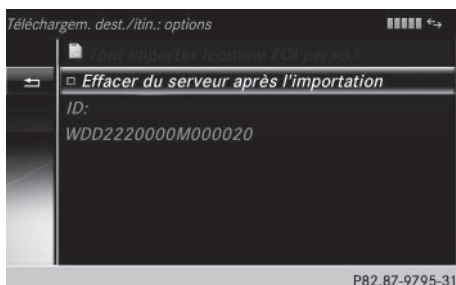 Téléchargem. dest./itin.: options
Tout importer (comme POI perso.)
Effacer du serveur après l'importation
ID:
WDD2220000M000020
P82.87-9795-31